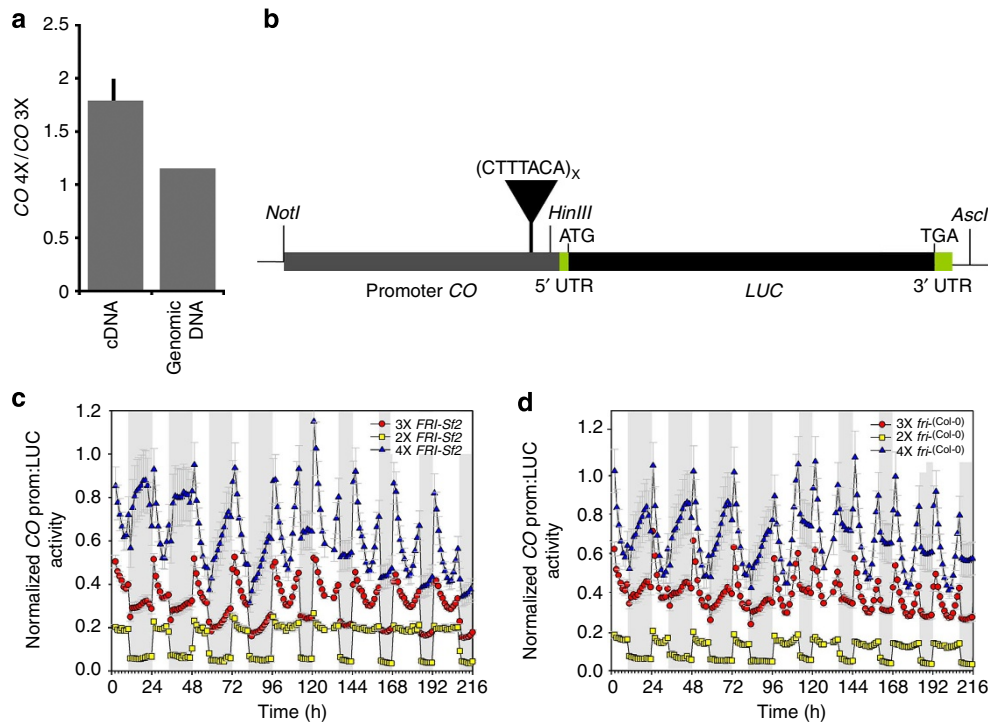 a
CO 4X / CO 3X
2.5
2
1.5
1
0.5
0
cDNA
Genomic
DNA
b
(CTTTACA)X
NotI
HinIII
ATG
TGA
AscI
Promoter CO
5′ UTR
LUC
3′ UTR
c
Normalized CO prom:LUC
activity
1.2
1.0
0.8
0.6
0.4
0.2
0.0
3X FRI-Sf2
2X FRI-Sf2
4X FRI-Sf2
0 24 48 72 96 120 144 168 192 216
Time (h)
d
Normalized CO prom:LUC
activity
1.2
1.0
0.8
0.6
0.4
0.2
0.0
3X fri-(Col-0)
2X fri-(Col-0)
4X fri-(Col-0)
0 24 48 72 96 120 144 168 192 216
Time (h)